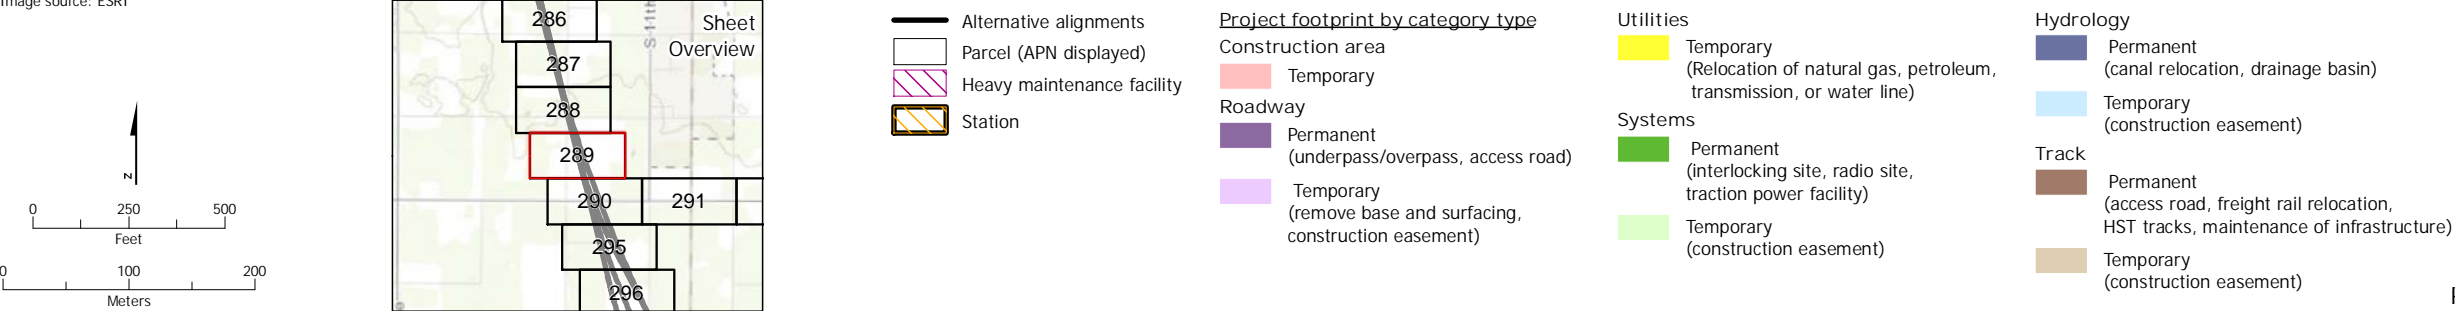 Image source: ESRI
N
0 250 500
Feet
0 100 200
Meters
Sheet
Overview
S 11th
286
287
288
289
290
291
295
296
Alternative alignments
Parcel (APN displayed)
Heavy maintenance facility
Station
Project footprint by category type
Construction area
Temporary
Roadway
Permanent
(underpass/overpass, access road)
Temporary
(remove base and surfacing,
construction easement)
Utilities
Temporary
(Relocation of natural gas, petroleum,
transmission, or water line)
Systems
Permanent
(interlocking site, radio site,
traction power facility)
Temporary
(construction easement)
Hydrology
Permanent
(canal relocation, drainage basin)
Temporary
(construction easement)
Track
Permanent
(access road, freight rail relocation,
HST tracks, maintenance of infrastructure)
Temporary
(construction easement)